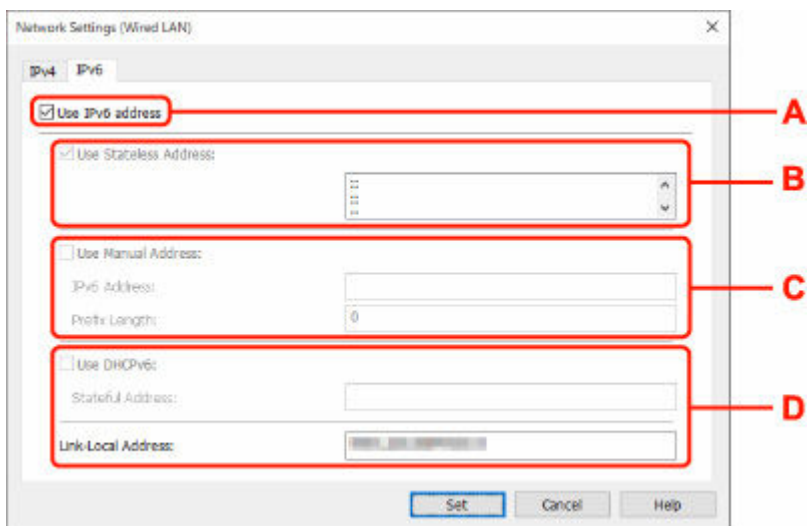 Network Settings (Wired LAN)
IPv4 IPv6
Use IPv6 address
A
Use Stateless Address:
::
::
::
B
Use Manual Address:
IPv6 Address:
C
Prefix Length: 0
Use DHCPv6:
Stateful Address:
D
Link-Local Address:
Set Cancel Help